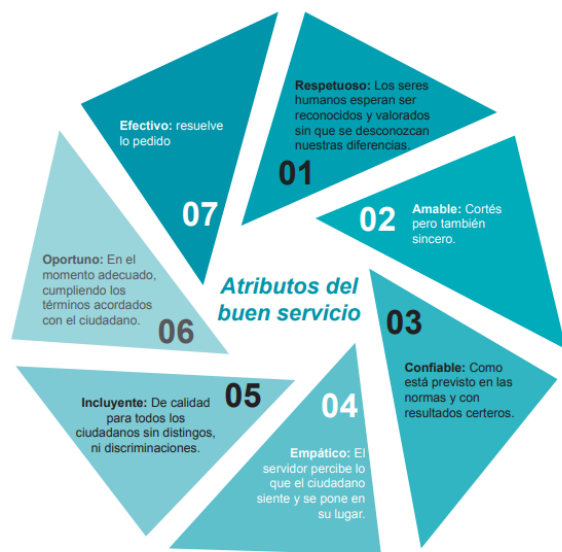 Respetuoso: Los seres
humanos esperan ser
reconocidos y valorados
sin que se desconozcan
nuestras diferencias.
01
02
Amable: Cortés
pero también
sincero.
03
Confiable: Como
está previsto en las
normas y con
resultados certeros.
04
Empático: El
servidor percibe lo
que el ciudadano
siente y se pone en
su lugar.
05
Incluyente: De calidad
para todos los
ciudadanos sin distingos,
ni discriminaciones.
Oportuno: En el
momento adecuado,
cumpliendo los
términos acordados
con el ciudadano.
06
Efectivo: resuelve
lo pedido
07
Atributos del
buen servicio